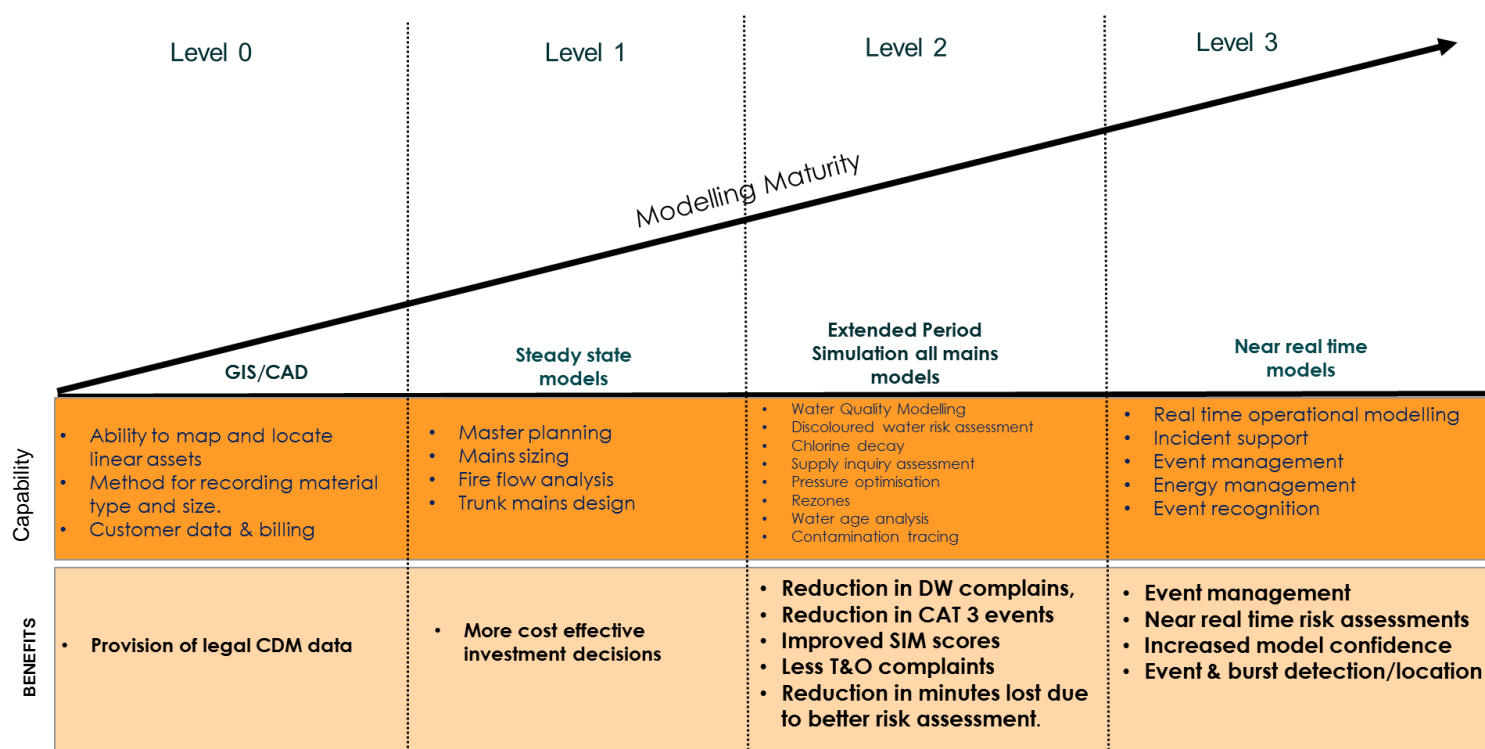 Level 0
Level 1
Level 2
Level 3
Modelling Maturity
GIS/CAD
Steady state
models
Extended Period
Simulation all mains
models
Near real time
models
Capability
• Ability to map and locate
linear assets
• Method for recording material
type and size.
• Customer data & billing
• Master planning
• Mains sizing
• Fire flow analysis
• Trunk mains design
• Water Quality Modelling
• Discoloured water risk assessment
• Chlorine decay
• Supply inquiry assessment
• Pressure optimisation
• Rezones
• Water age analysis
• Contamination tracing
• Real time operational modelling
• Incident support
• Event management
• Energy management
• Event recognition
BENEFITS
• Provision of legal CDM data
• More cost effective
investment decisions
• Reduction in DW complains,
• Reduction in CAT 3 events
• Improved SIM scores
• Less T&O complaints
• Reduction in minutes lost due
to better risk assessment.
• Event management
• Near real time risk assessments
• Increased model confidence
• Event & burst detection/location